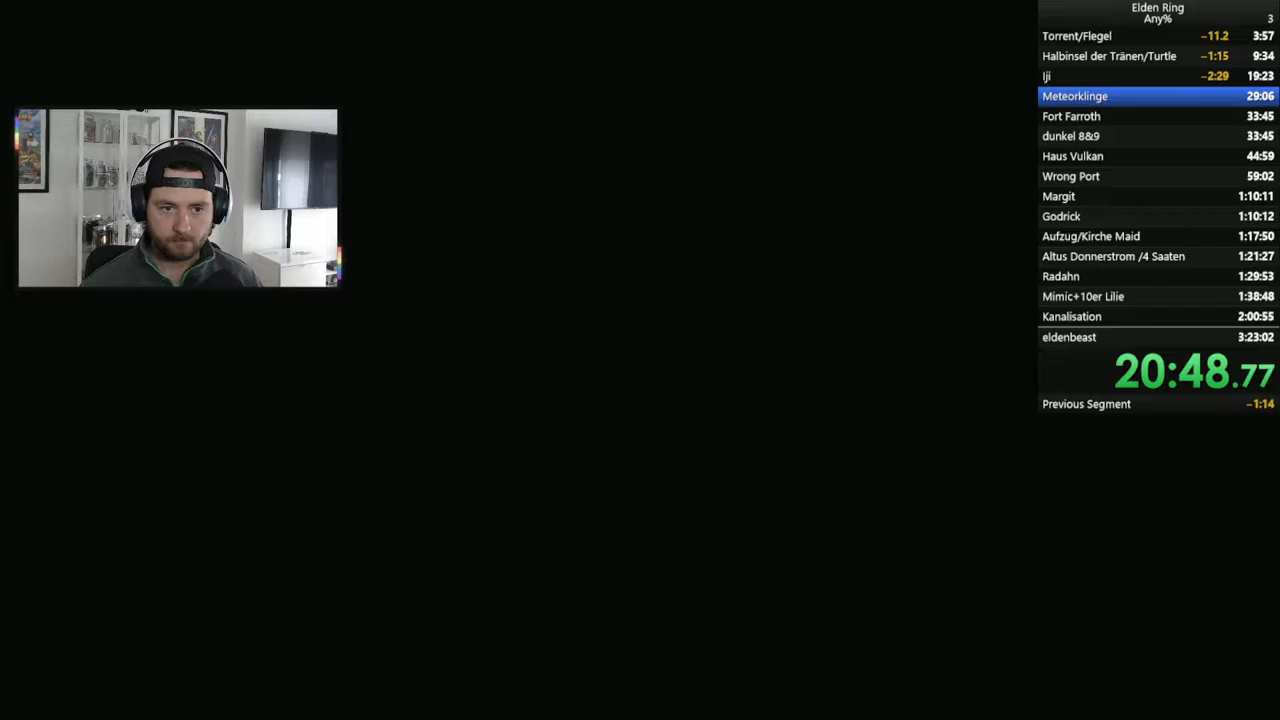 Elden Ring
Any%
3
Torrent/Flegel −11.2 3:57
Halbinsel der Tränen/Turtle −1:15 9:34
Iji −2:29 19:23
Meteorklinge 29:06
Fort Farroth 33:45
dunkel 8&9 33:45
Haus Vulkan 44:59
Wrong Port 59:02
Margit 1:10:11
Godrick 1:10:12
Aufzug/Kirche Maid 1:17:50
Altus Donnerstrom /4 Saaten 1:21:27
Radahn 1:29:53
Mimic+10er Lilie 1:38:48
Kanalisation 2:00:55
eldenbeast 3:23:02
20:48.77
Previous Segment −1:14